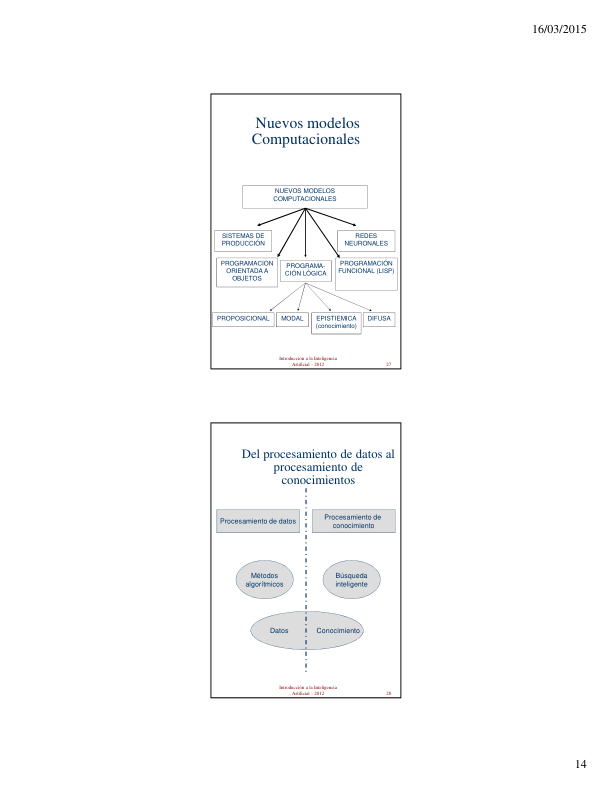 16/03/2015
Nuevos modelos
Computacionales
NUEVOS MODELOS
COMPUTACIONALES
SISTEMAS DE
PRODUCCIÓN
REDES
NEURONALES
PROGRAMACION
ORIENTADA A
OBJETOS
PROGRAMA-
CIÓN LÓGICA
PROGRAMACIÓN
FUNCIONAL (LISP)
PROPOSICIONAL
MODAL
EPISTIEMICA
(conocimiento)
DIFUSA
Introducción a la Inteligencia
Artificial - 2012
27
Del procesamiento de datos al
procesamiento de
conocimientos
Procesamiento de datos
Procesamiento de
conocimiento
Métodos
algorítmicos
Búsqueda
inteligente
Datos
Conocimiento
Introducción a la Inteligencia
Artificial - 2012
28
14